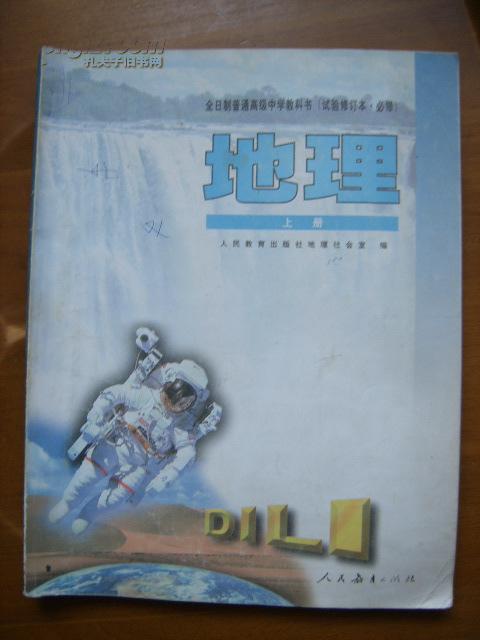 孔夫子旧书网
全日制普通高级中学教科书(试验修订本·必修)
地理
上册
人民教育出版社地理社会室 编
DILI
人民教育出版社